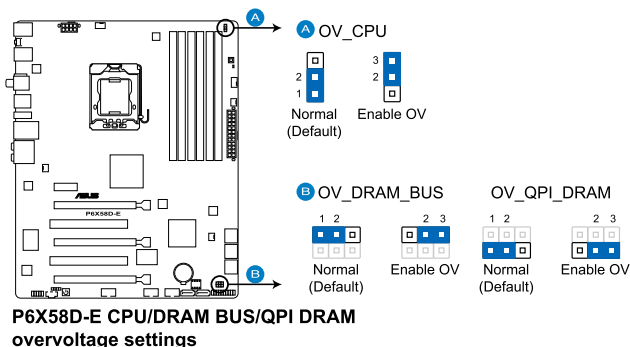 A
A OV_CPU
3
2
2
1
Normal
(Default)
Enable OV
ASUS
P6X58D-E
B
B OV_DRAM_BUS
OV_QPI_DRAM
1 2
2 3
1 2
2 3
Normal
(Default)
Enable OV
Normal
(Default)
Enable OV
P6X58D-E CPU/DRAM BUS/QPI DRAM
overvoltage settings